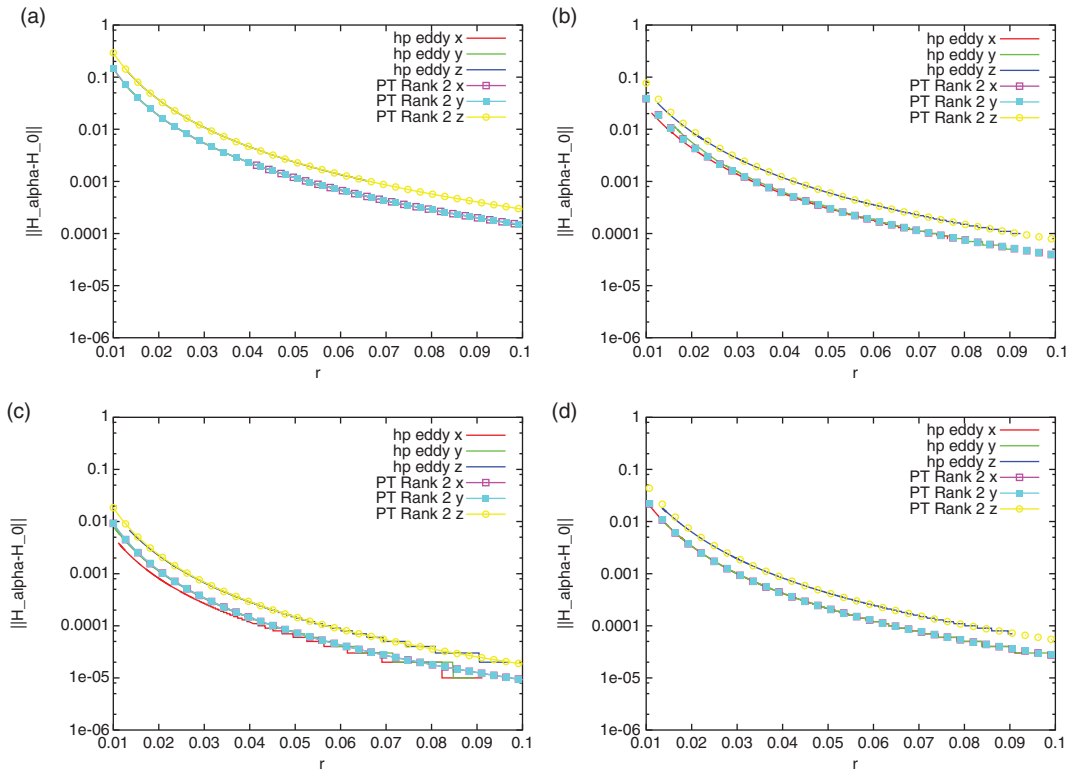 (a)
||H_alpha-H_0||
1
0.1
0.01
0.001
0.0001
1e-05
1e-06
0.01 0.02 0.03 0.04 0.05 0.06 0.07 0.08 0.09 0.1
r
hp eddy x
hp eddy y
hp eddy z
PT Rank 2 x
PT Rank 2 y
PT Rank 2 z
(b)
||H_alpha-H_0||
1
0.1
0.01
0.001
0.0001
1e-05
1e-06
0.01 0.02 0.03 0.04 0.05 0.06 0.07 0.08 0.09 0.1
r
hp eddy x
hp eddy y
hp eddy z
PT Rank 2 x
PT Rank 2 y
PT Rank 2 z
(c)
||H_alpha-H_0||
1
0.1
0.01
0.001
0.0001
1e-05
1e-06
0.01 0.02 0.03 0.04 0.05 0.06 0.07 0.08 0.09 0.1
r
hp eddy x
hp eddy y
hp eddy z
PT Rank 2 x
PT Rank 2 y
PT Rank 2 z
(d)
||H_alpha-H_0||
1
0.1
0.01
0.001
0.0001
1e-05
1e-06
0.01 0.02 0.03 0.04 0.05 0.06 0.07 0.08 0.09 0.1
r
hp eddy x
hp eddy y
hp eddy z
PT Rank 2 x
PT Rank 2 y
PT Rank 2 z